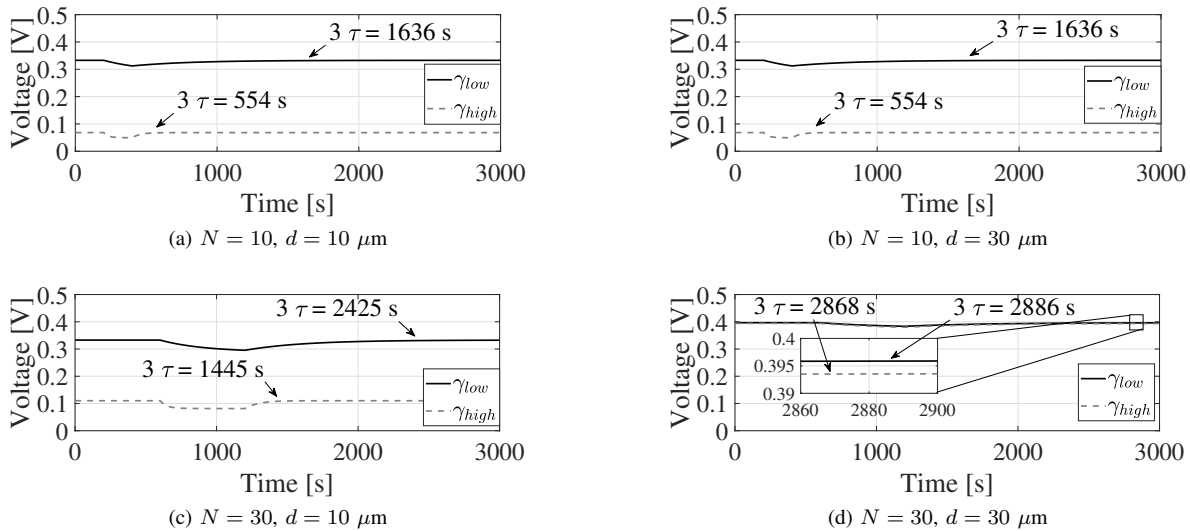 0.5
0.4
0.3
0.2
0.1
0
Voltage [V]
3 τ = 1636 s
3 τ = 554 s
γlow
γhigh
0 1000 2000 3000
Time [s]
(a) N = 10, d = 10 μm
0.5
0.4
0.3
0.2
0.1
0
Voltage [V]
3 τ = 1636 s
3 τ = 554 s
γlow
γhigh
0 1000 2000 3000
Time [s]
(b) N = 10, d = 30 μm
0.5
0.4
0.3
0.2
0.1
0
Voltage [V]
3 τ = 2425 s
3 τ = 1445 s
γlow
γhigh
0 1000 2000 3000
Time [s]
(c) N = 30, d = 10 μm
0.5
0.4
0.3
0.2
0.1
0
Voltage [V]
3 τ = 2868 s
3 τ = 2886 s
0.4
0.395
0.39
2860 2880 2900
γlow
γhigh
0 1000 2000 3000
Time [s]
(d) N = 30, d = 30 μm